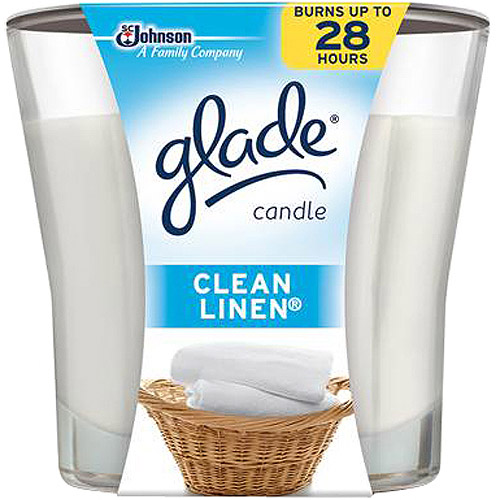 SC Johnson
A Family Company
BURNS UP TO
28
HOURS
glade®
candle
CLEAN
LINEN®